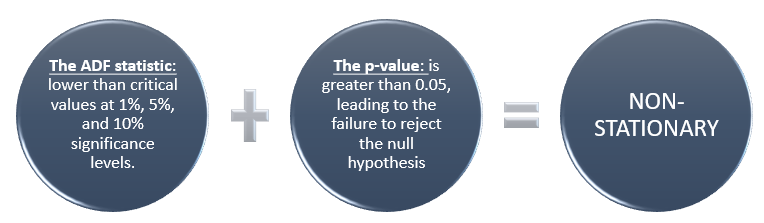 The ADF statistic:
lower than critical
values at 1%, 5%,
and 10%
significance
levels.
+
The p-value: is
greater than 0.05,
leading to the
failure to reject
the null
hypothesis
=
NON-
STATIONARY